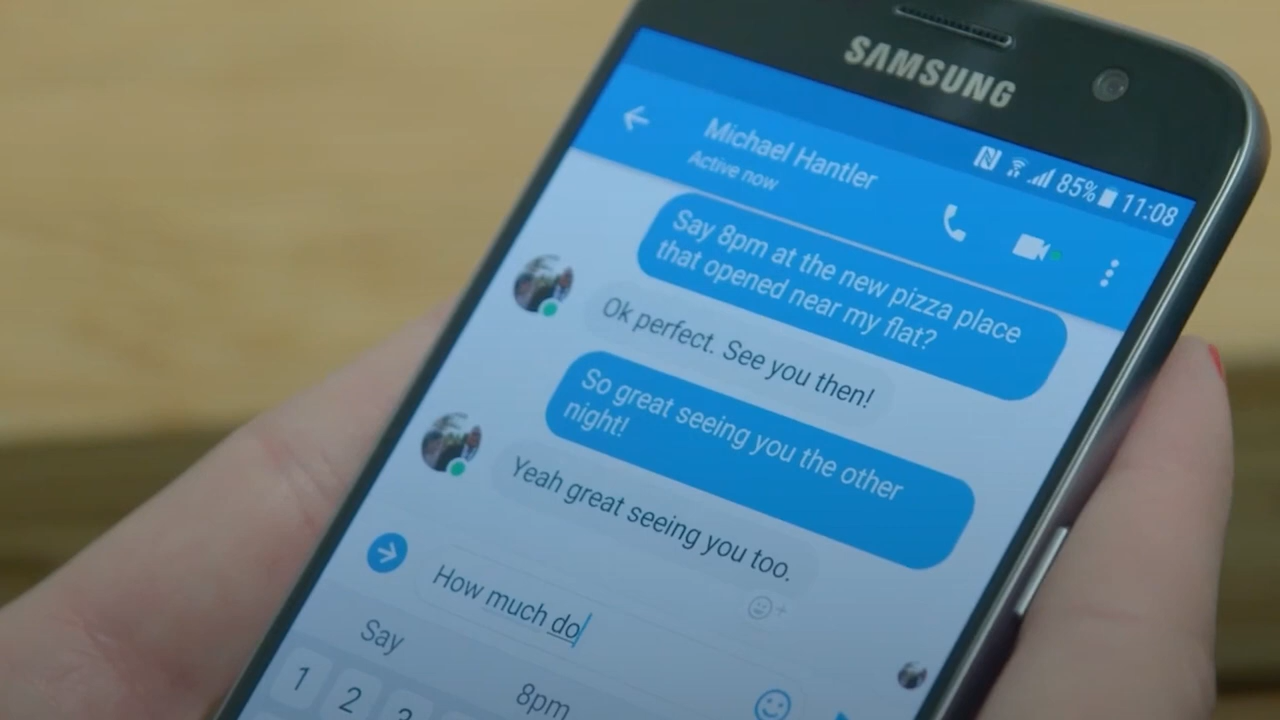 SAMSUNG
85% 11:08
Michael Hantler
Active now
Say 8pm at the new pizza place
that opened near my flat?
Ok perfect. See you then!
So great seeing you the other
night!
Yeah great seeing you too.
How much do
Say
8pm
1 2 3